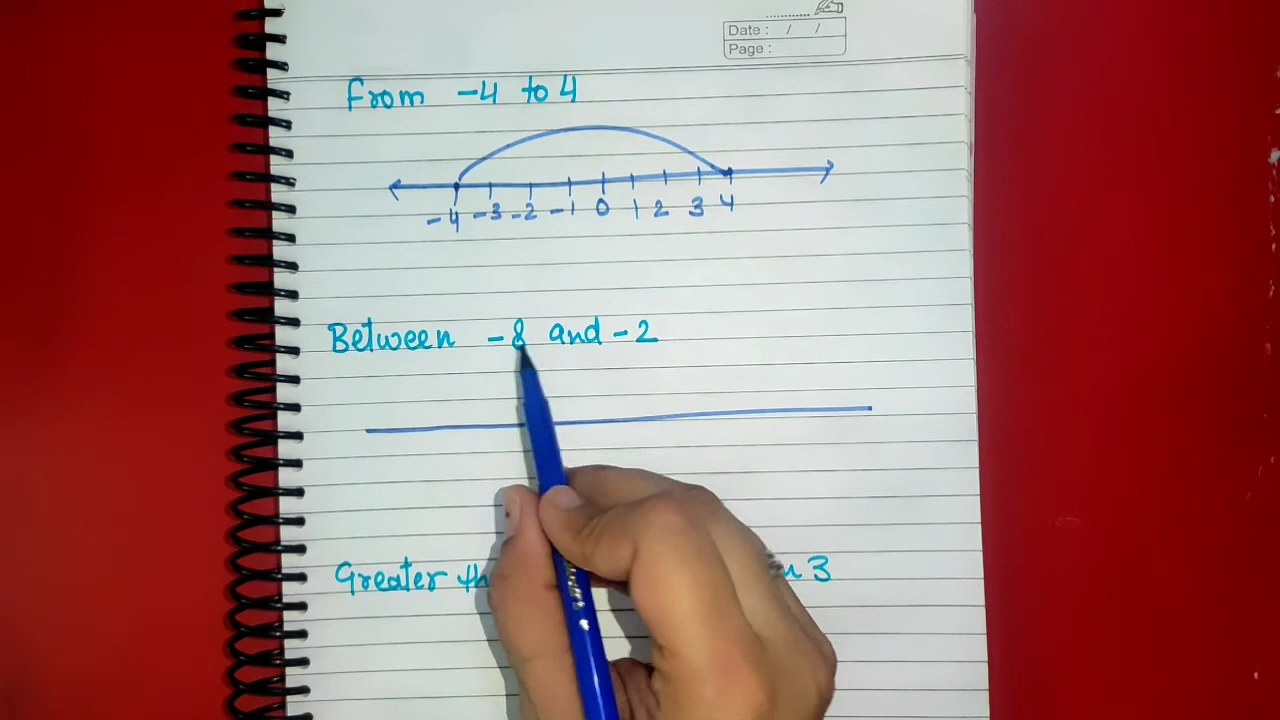 Date : / /
Page :
From -4 to 4
-4 -3 -2 -1 0 1 2 3 4
Between -8 and -2
Greater 3